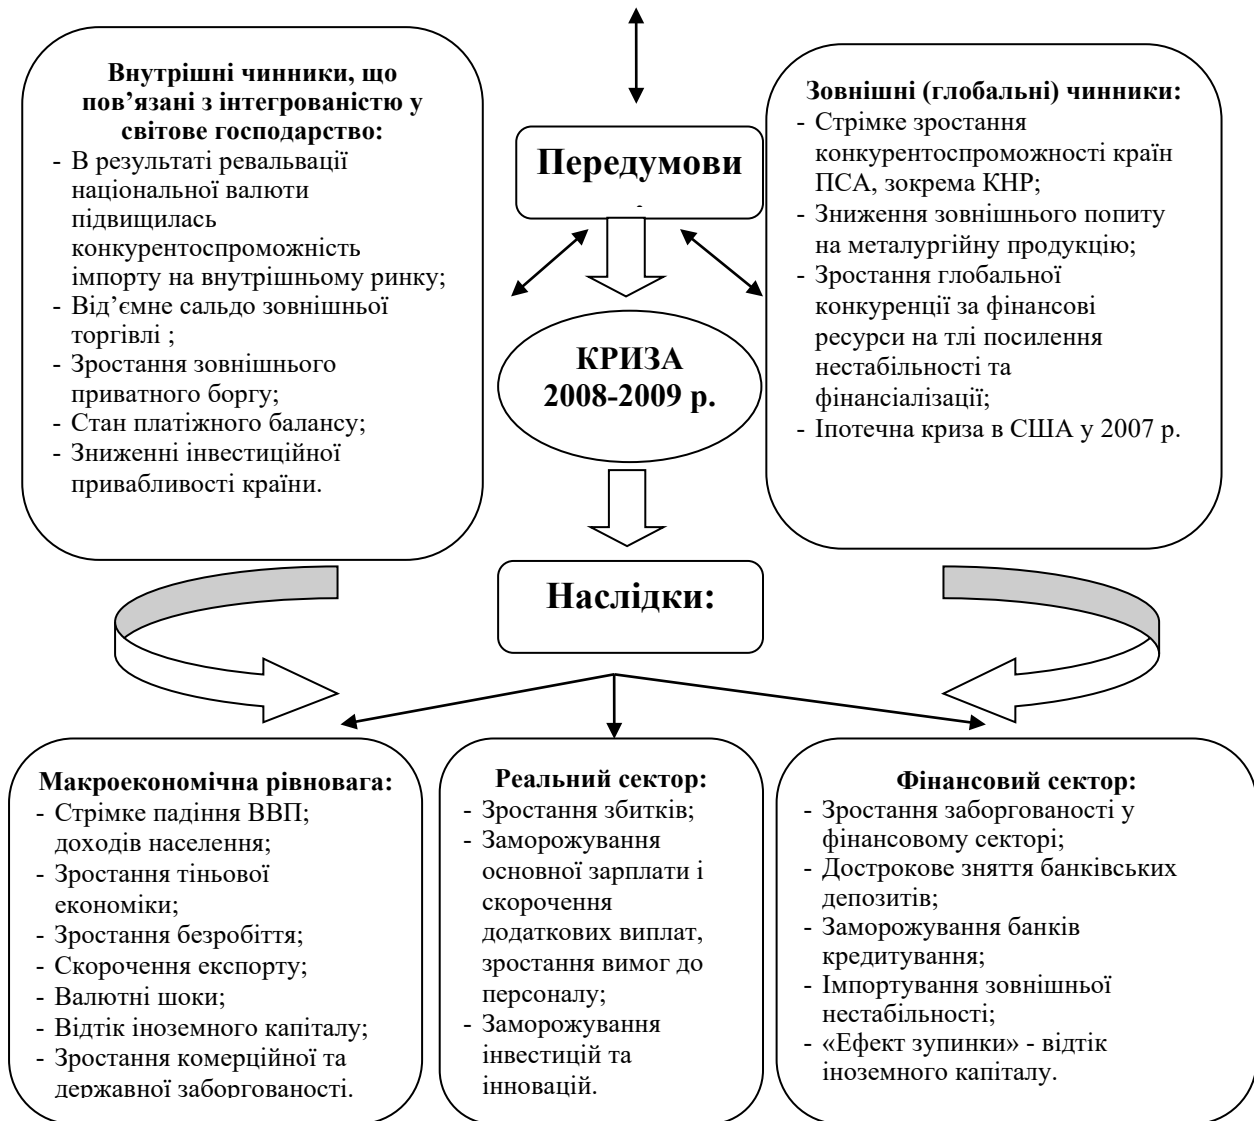 Внутрішні чинники, що
пов’язані з інтегрованістю у
світове господарство:
- В результаті ревальвації
національної валюти
підвищилась
конкурентоспроможність
імпорту на внутрішньому ринку;
- Від’ємне сальдо зовнішньої
торгівлі ;
- Зростання зовнішнього
приватного боргу;
- Стан платіжного балансу;
- Зниженні інвестиційної
привабливості країни.
Передумови
Зовнішні (глобальні) чинники:
- Стрімке зростання
конкурентоспроможності країн
ПСА, зокрема КНР;
- Зниження зовнішнього попиту
на металургійну продукцію;
- Зростання глобальної
конкуренції за фінансові
ресурси на тлі посилення
нестабільності та
фінансіалізації;
- Іпотечна криза в США у 2007 р.
КРИЗА
2008-2009 р.
Наслідки:
Макроекономічна рівновага:
- Стрімке падіння ВВП;
доходів населення;
- Зростання тіньової
економіки;
- Зростання безробіття;
- Скорочення експорту;
- Валютні шоки;
- Відтік іноземного капіталу;
- Зростання комерційної та
державної заборгованості.
Реальний сектор:
- Зростання збитків;
- Заморожування
основної зарплати і
скорочення
додаткових виплат,
зростання вимог до
персоналу;
- Заморожування
інвестицій та
інновацій.
Фінансовий сектор:
- Зростання заборгованості у
фінансовому секторі;
- Дострокове зняття банківських
депозитів;
- Заморожування банків
кредитування;
- Імпортування зовнішньої
нестабільності;
- «Ефект зупинки» - відтік
іноземного капіталу.